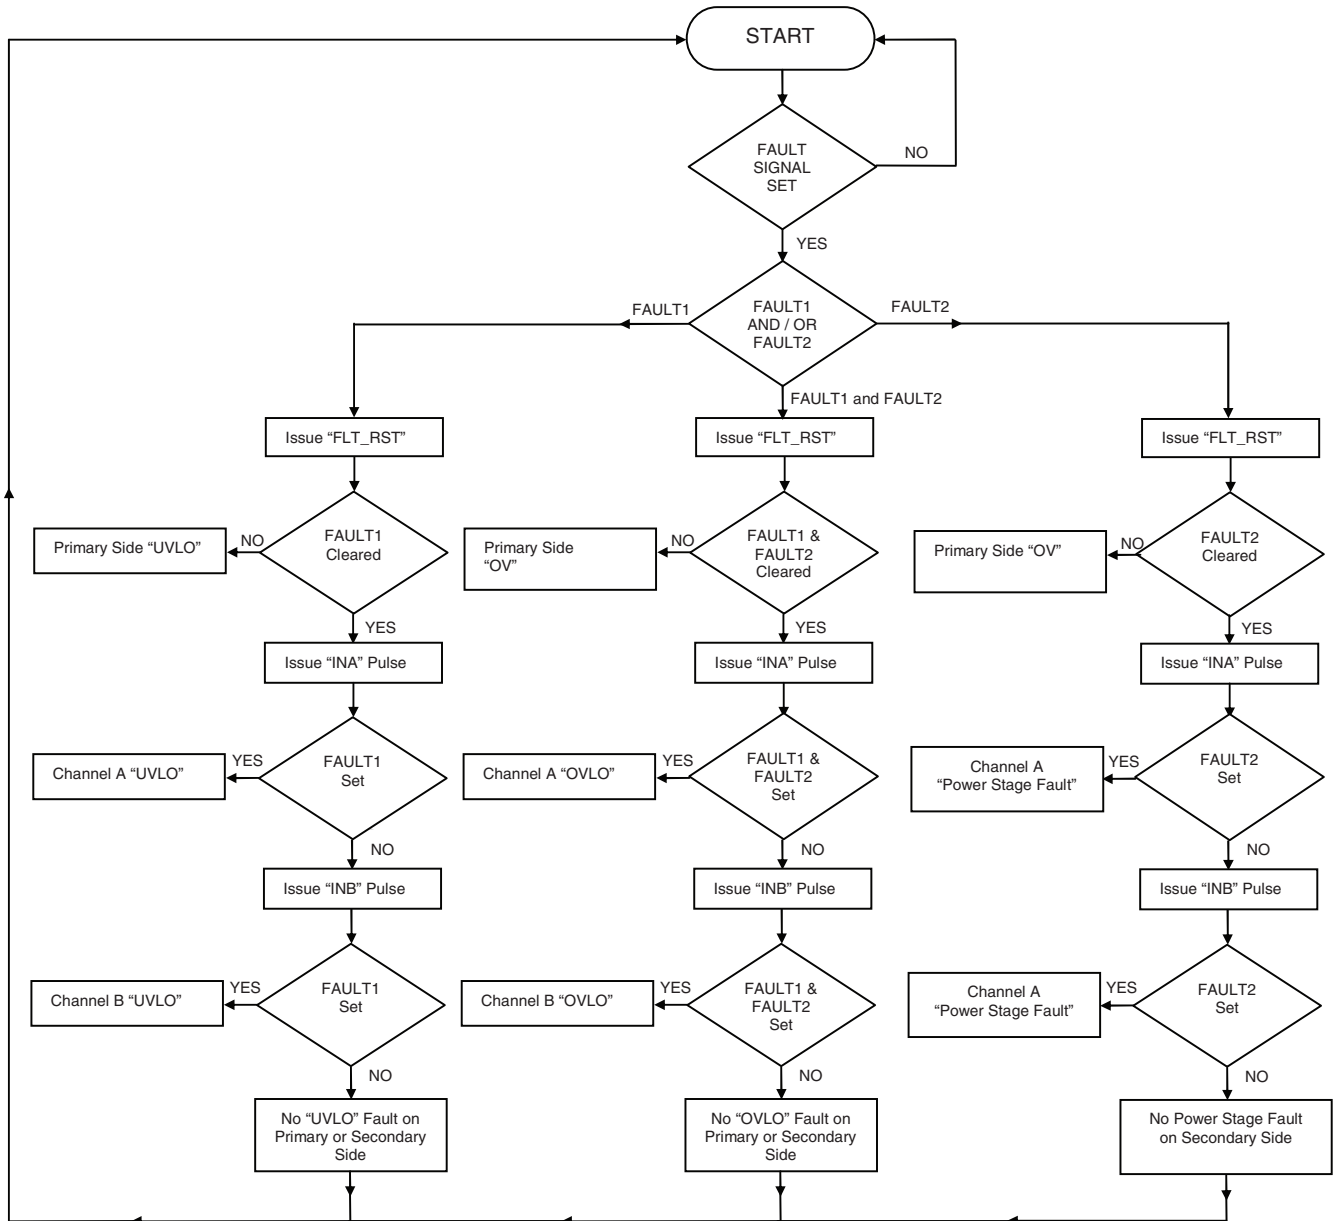 START
FAULT
SIGNAL
SET
NO
YES
FAULT1
FAULT1
AND / OR
FAULT2
FAULT2
FAULT1 and FAULT2
Issue “FLT_RST”
Issue “FLT_RST”
Issue “FLT_RST”
Primary Side “UVLO”
NO
FAULT1
Cleared
Primary Side
“OV”
NO
FAULT1 &
FAULT2
Cleared
Primary Side “OV”
NO
FAULT2
Cleared
YES
YES
YES
Issue “INA” Pulse
Issue “INA” Pulse
Issue “INA” Pulse
Channel A “UVLO”
YES
FAULT1
Set
Channel A “OVLO”
YES
FAULT1 &
FAULT2
Set
Channel A
“Power Stage Fault”
YES
FAULT2
Set
NO
NO
NO
Issue “INB” Pulse
Issue “INB” Pulse
Issue “INB” Pulse
Channel B “UVLO”
YES
FAULT1
Set
Channel B “OVLO”
YES
FAULT1 &
FAULT2
Set
Channel A
“Power Stage Fault”
YES
FAULT2
Set
NO
NO
NO
No “UVLO” Fault on
Primary or Secondary
Side
No “OVLO” Fault on
Primary or Secondary
Side
No Power Stage Fault
on Secondary Side